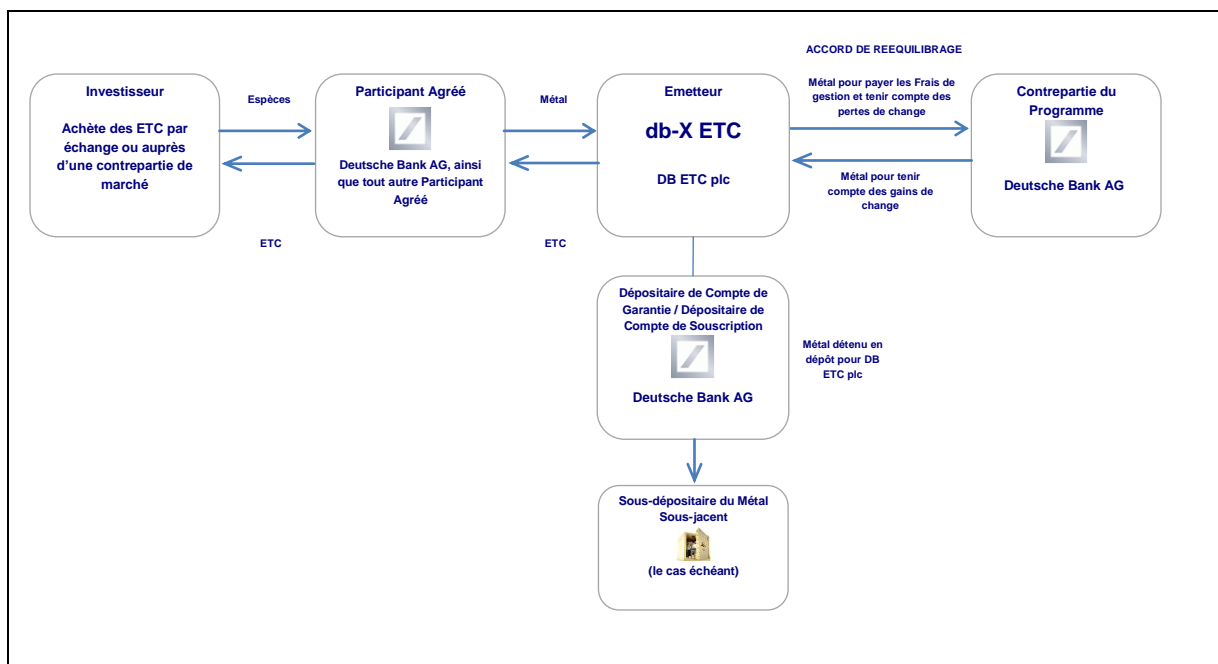 ACCORD DE REEQUILIBRAGE
Investisseur
Achète des ETC par
échange ou auprès
d'une contrepartie de
marché
Espèces
ETC
Participant Agréé
Deutsche Bank AG, ainsi
que tout autre Participant
Agréé
Métal
ETC
Emetteur
db-X ETC
DB ETC plc
Métal pour payer les Frais de
gestion et tenir compte des
pertes de change
Métal pour tenir
compte des gains de
change
Contrepartie du
Programme
Deutsche Bank AG
Dépositaire de Compte de
Garantie / Dépositaire de
Compte de Souscription
Deutsche Bank AG
Métal détenu en
dépôt pour DB
ETC plc
Sous-dépositaire du Métal
Sous-jacent
(le cas échéant)